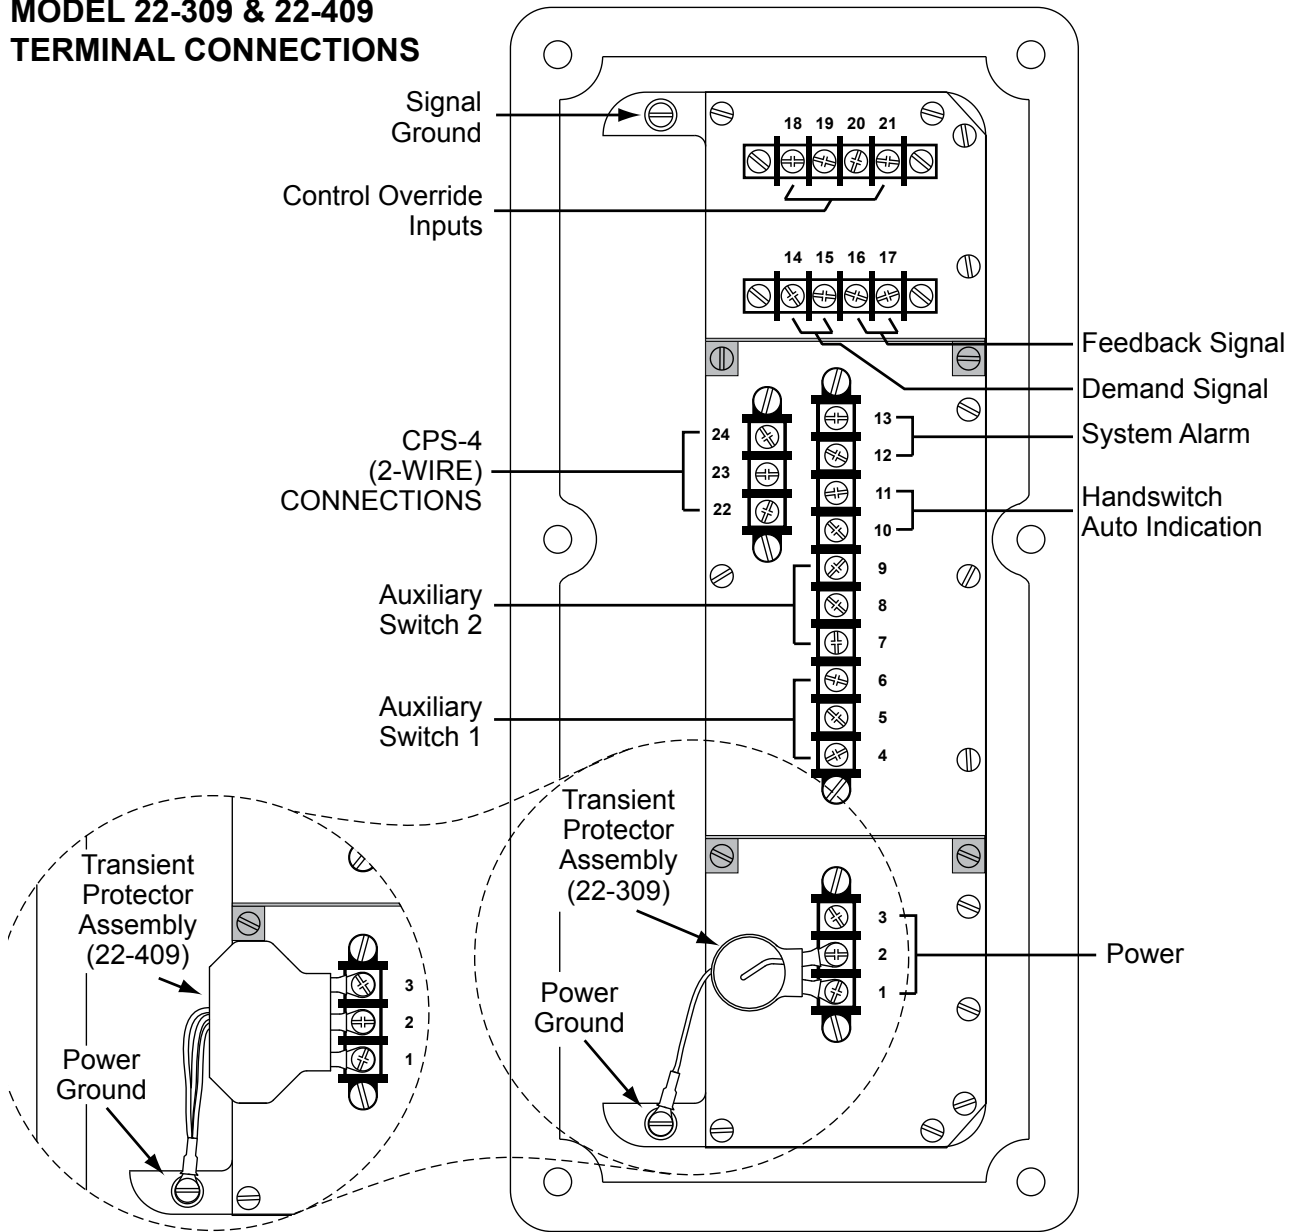 MODEL 22-309 & 22-409
TERMINAL CONNECTIONS
Signal
Ground
18 19 20 21
Control Override
Inputs
14 15 16 17
Feedback Signal
Demand Signal
System Alarm
Handswitch
Auto Indication
CPS-4
(2-WIRE)
CONNECTIONS
24
23
22
13
12
11
10
9
8
7
6
5
4
Auxiliary
Switch 2
Auxiliary
Switch 1
Transient
Protector
Assembly
(22-309)
3
2
1
Power
Power
Ground
Transient
Protector
Assembly
(22-409)
3
2
1
Power
Ground